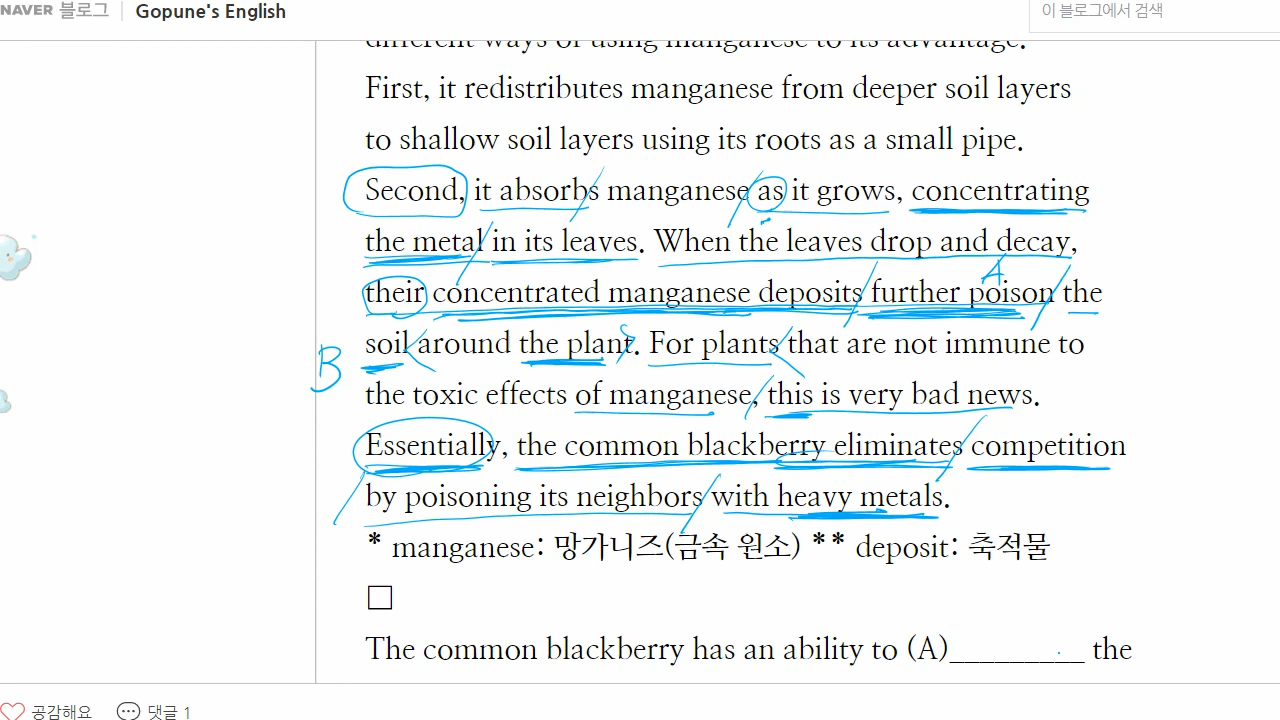 NAVER 블로그 | Gopune's English
이 블로그에서 검색
different ways of using manganese to its advantage.
First, it redistributes manganese from deeper soil layers
to shallow soil layers using its roots as a small pipe.
Second, it absorbs manganese as it grows, concentrating
the metal in its leaves. When the leaves drop and decay,
A
their concentrated manganese deposits further poison the
soil around the plant. For plants that are not immune to
B
the toxic effects of manganese, this is very bad news.
Essentially, the common blackberry eliminates competition
by poisoning its neighbors with heavy metals.
* manganese: 망가니즈(금속 원소) ** deposit: 축적물
□
The common blackberry has an ability to (A)_________ the
공감해요 댓글 1